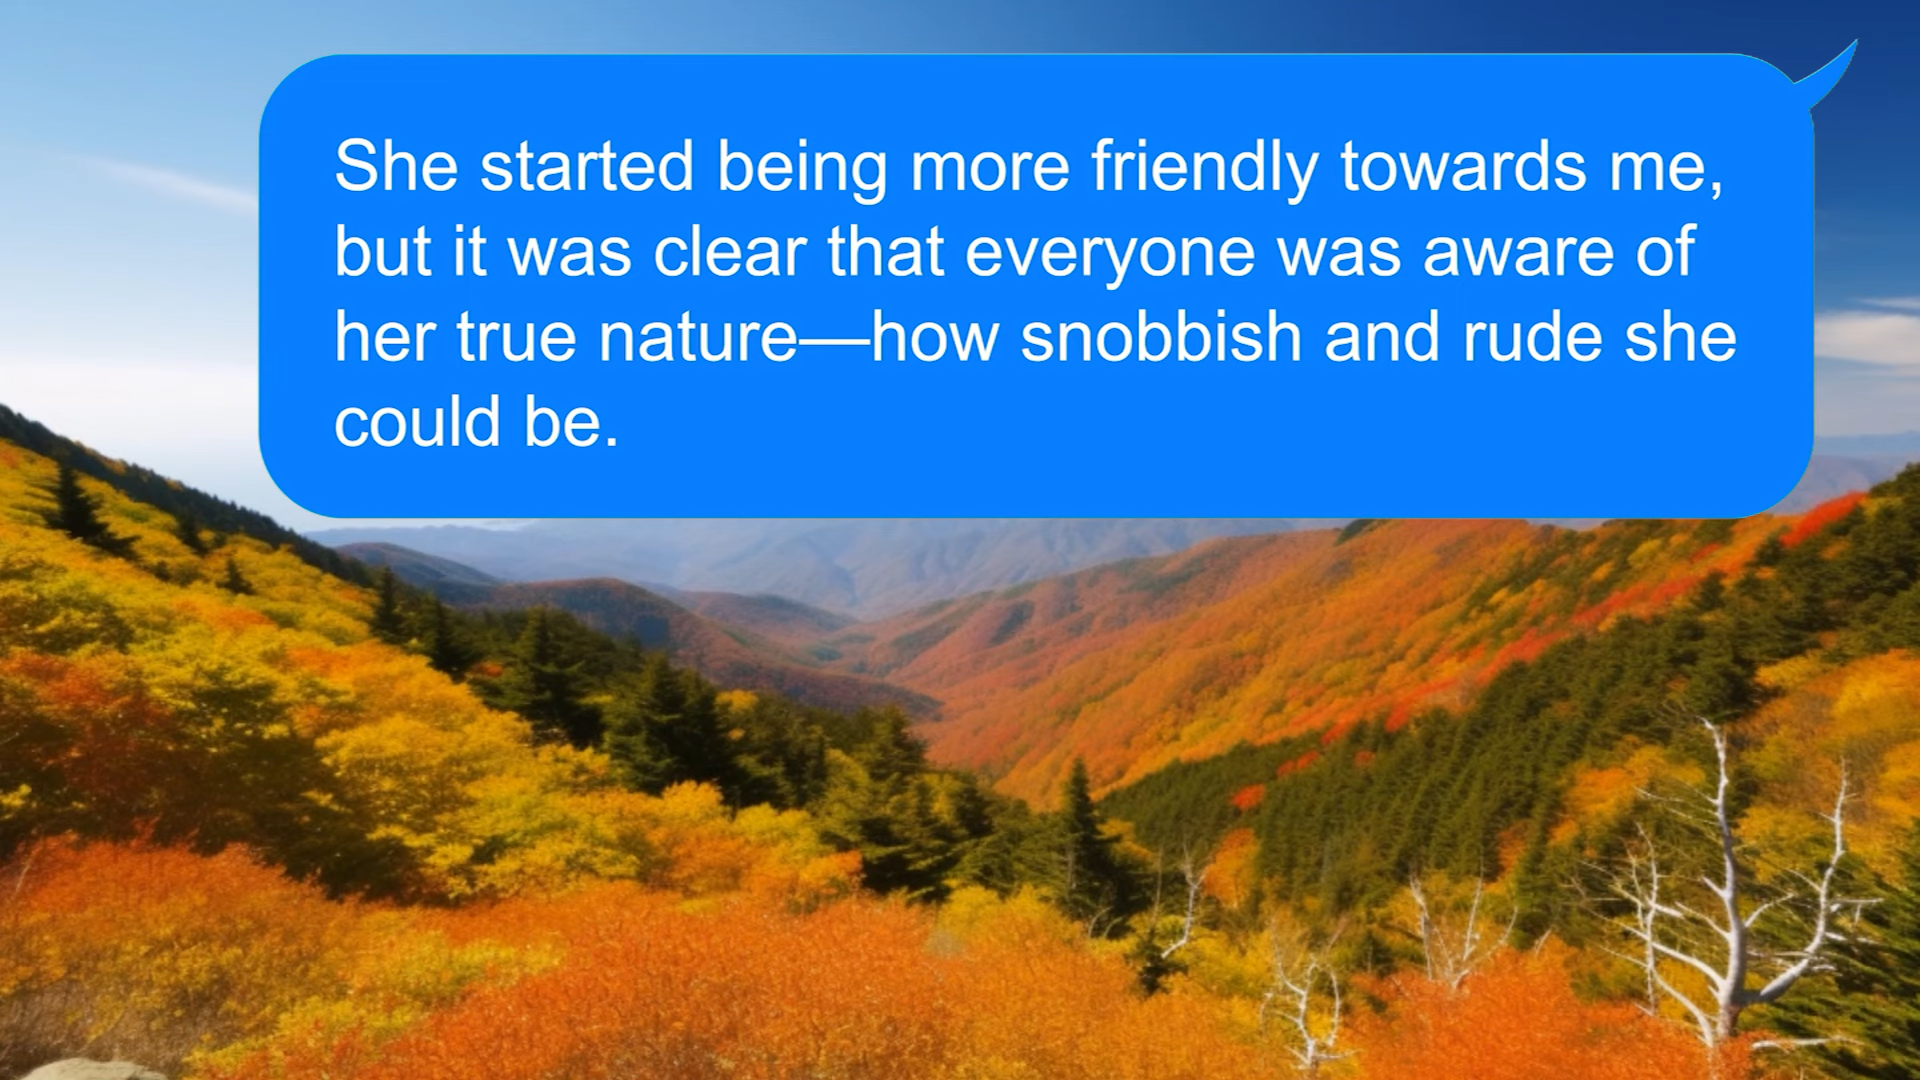 She started being more friendly towards me,
but it was clear that everyone was aware of
her true nature—how snobbish and rude she
could be.